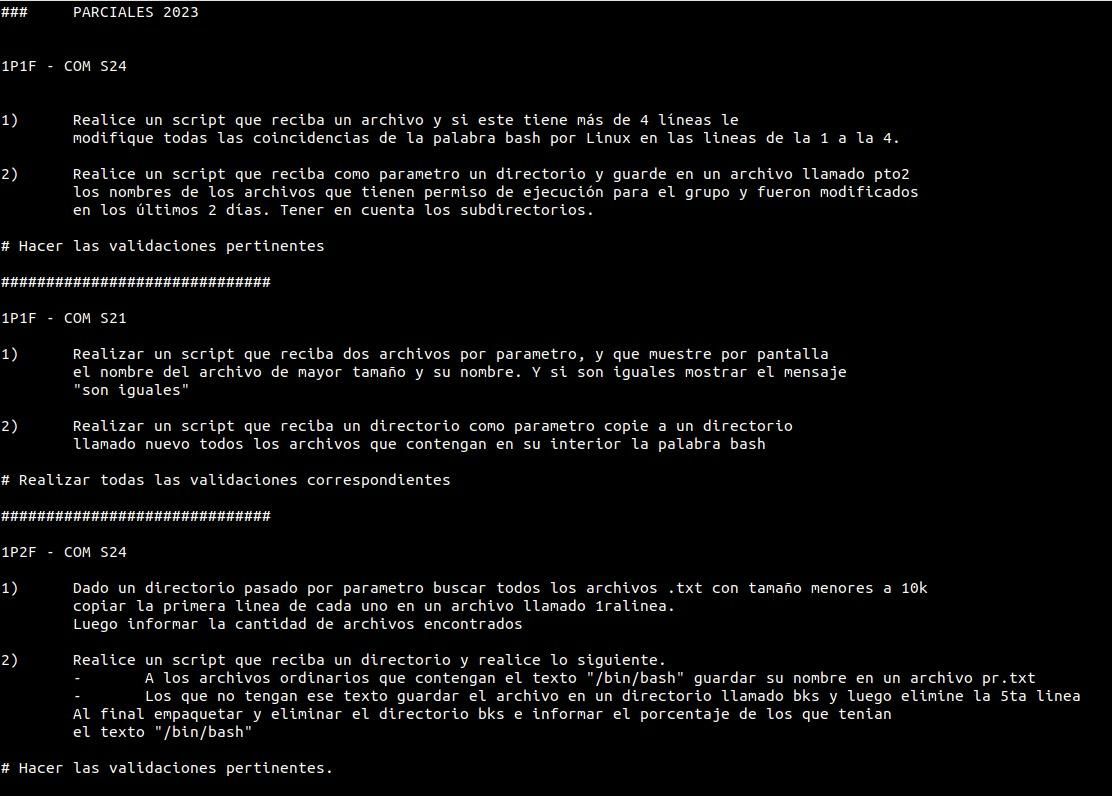 ### PARCIALES 2023
1P1F - COM S24
1) Realice un script que reciba un archivo y si este tiene más de 4 líneas le
modifique todas las coincidencias de la palabra bash por Linux en las lineas de la 1 a la 4.
2) Realice un script que reciba como parametro un directorio y guarde en un archivo llamado pto2
los nombres de los archivos que tienen permiso de ejecución para el grupo y fueron modificados
en los últimos 2 días. Tener en cuenta los subdirectorios.
# Hacer las validaciones pertinentes
##############################
1P1F - COM S21
1) Realizar un script que reciba dos archivos por parametro, y que muestre por pantalla
el nombre del archivo de mayor tamaño y su nombre. Y si son iguales mostrar el mensaje
"son iguales"
2) Realizar un script que reciba un directorio como parametro copie a un directorio
llamado nuevo todos los archivos que contengan en su interior la palabra bash
# Realizar todas las validaciones correspondientes
##############################
1P2F - COM S24
1) Dado un directorio pasado por parametro buscar todos los archivos .txt con tamaño menores a 10k
copiar la primera linea de cada uno en un archivo llamado 1ralinea.
Luego informar la cantidad de archivos encontrados
2) Realice un script que reciba un directorio y realice lo siguiente.
- A los archivos ordinarios que contengan el texto "/bin/bash" guardar su nombre en un archivo pr.txt
- Los que no tengan ese texto guardar el archivo en un directorio llamado bks y luego elimine la 5ta linea
Al final empaquetar y eliminar el directorio bks e informar el porcentaje de los que tenian
el texto "/bin/bash"
# Hacer las validaciones pertinentes.